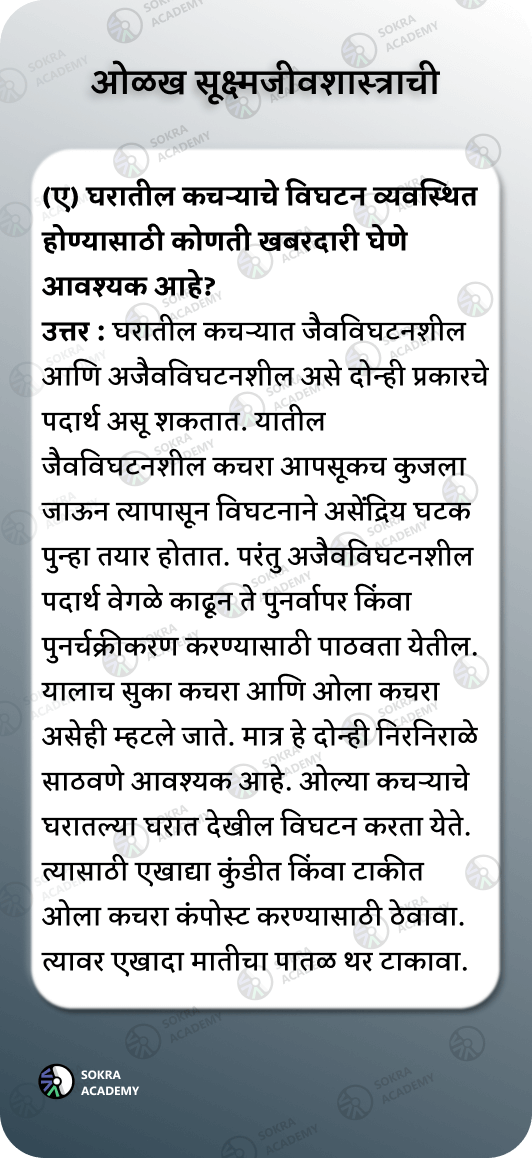 ओळख सूक्ष्मजीवशास्त्राची
(ए) घरातील कचऱ्याचे विघटन व्यवस्थित
होण्यासाठी कोणती खबरदारी घेणे
आवश्यक आहे?
उत्तर : घरातील कचऱ्यात जैवविघटनशील
आणि अजैवविघटनशील असे दोन्ही प्रकारचे
पदार्थ असू शकतात. यातील
जैवविघटनशील कचरा आपसूकच कुजला
जाऊन त्यापासून विघटनाने असेंद्रिय घटक
पुन्हा तयार होतात. परंतु अजैवविघटनशील
पदार्थ वेगळे काढून ते पुनर्वापर किंवा
पुनर्चक्रीकरण करण्यासाठी पाठवता येतील.
यालाच सुका कचरा आणि ओला कचरा
असेही म्हटले जाते. मात्र हे दोन्ही निरनिराळे
साठवणे आवश्यक आहे. ओल्या कचऱ्याचे
घरातल्या घरात देखील विघटन करता येते.
त्यासाठी एखाद्या कुंडीत किंवा टाकीत
ओला कचरा कंपोस्ट करण्यासाठी ठेवावा.
त्यावर एखादा मातीचा पातळ थर टाकावा.
SOKRA
ACADEMY